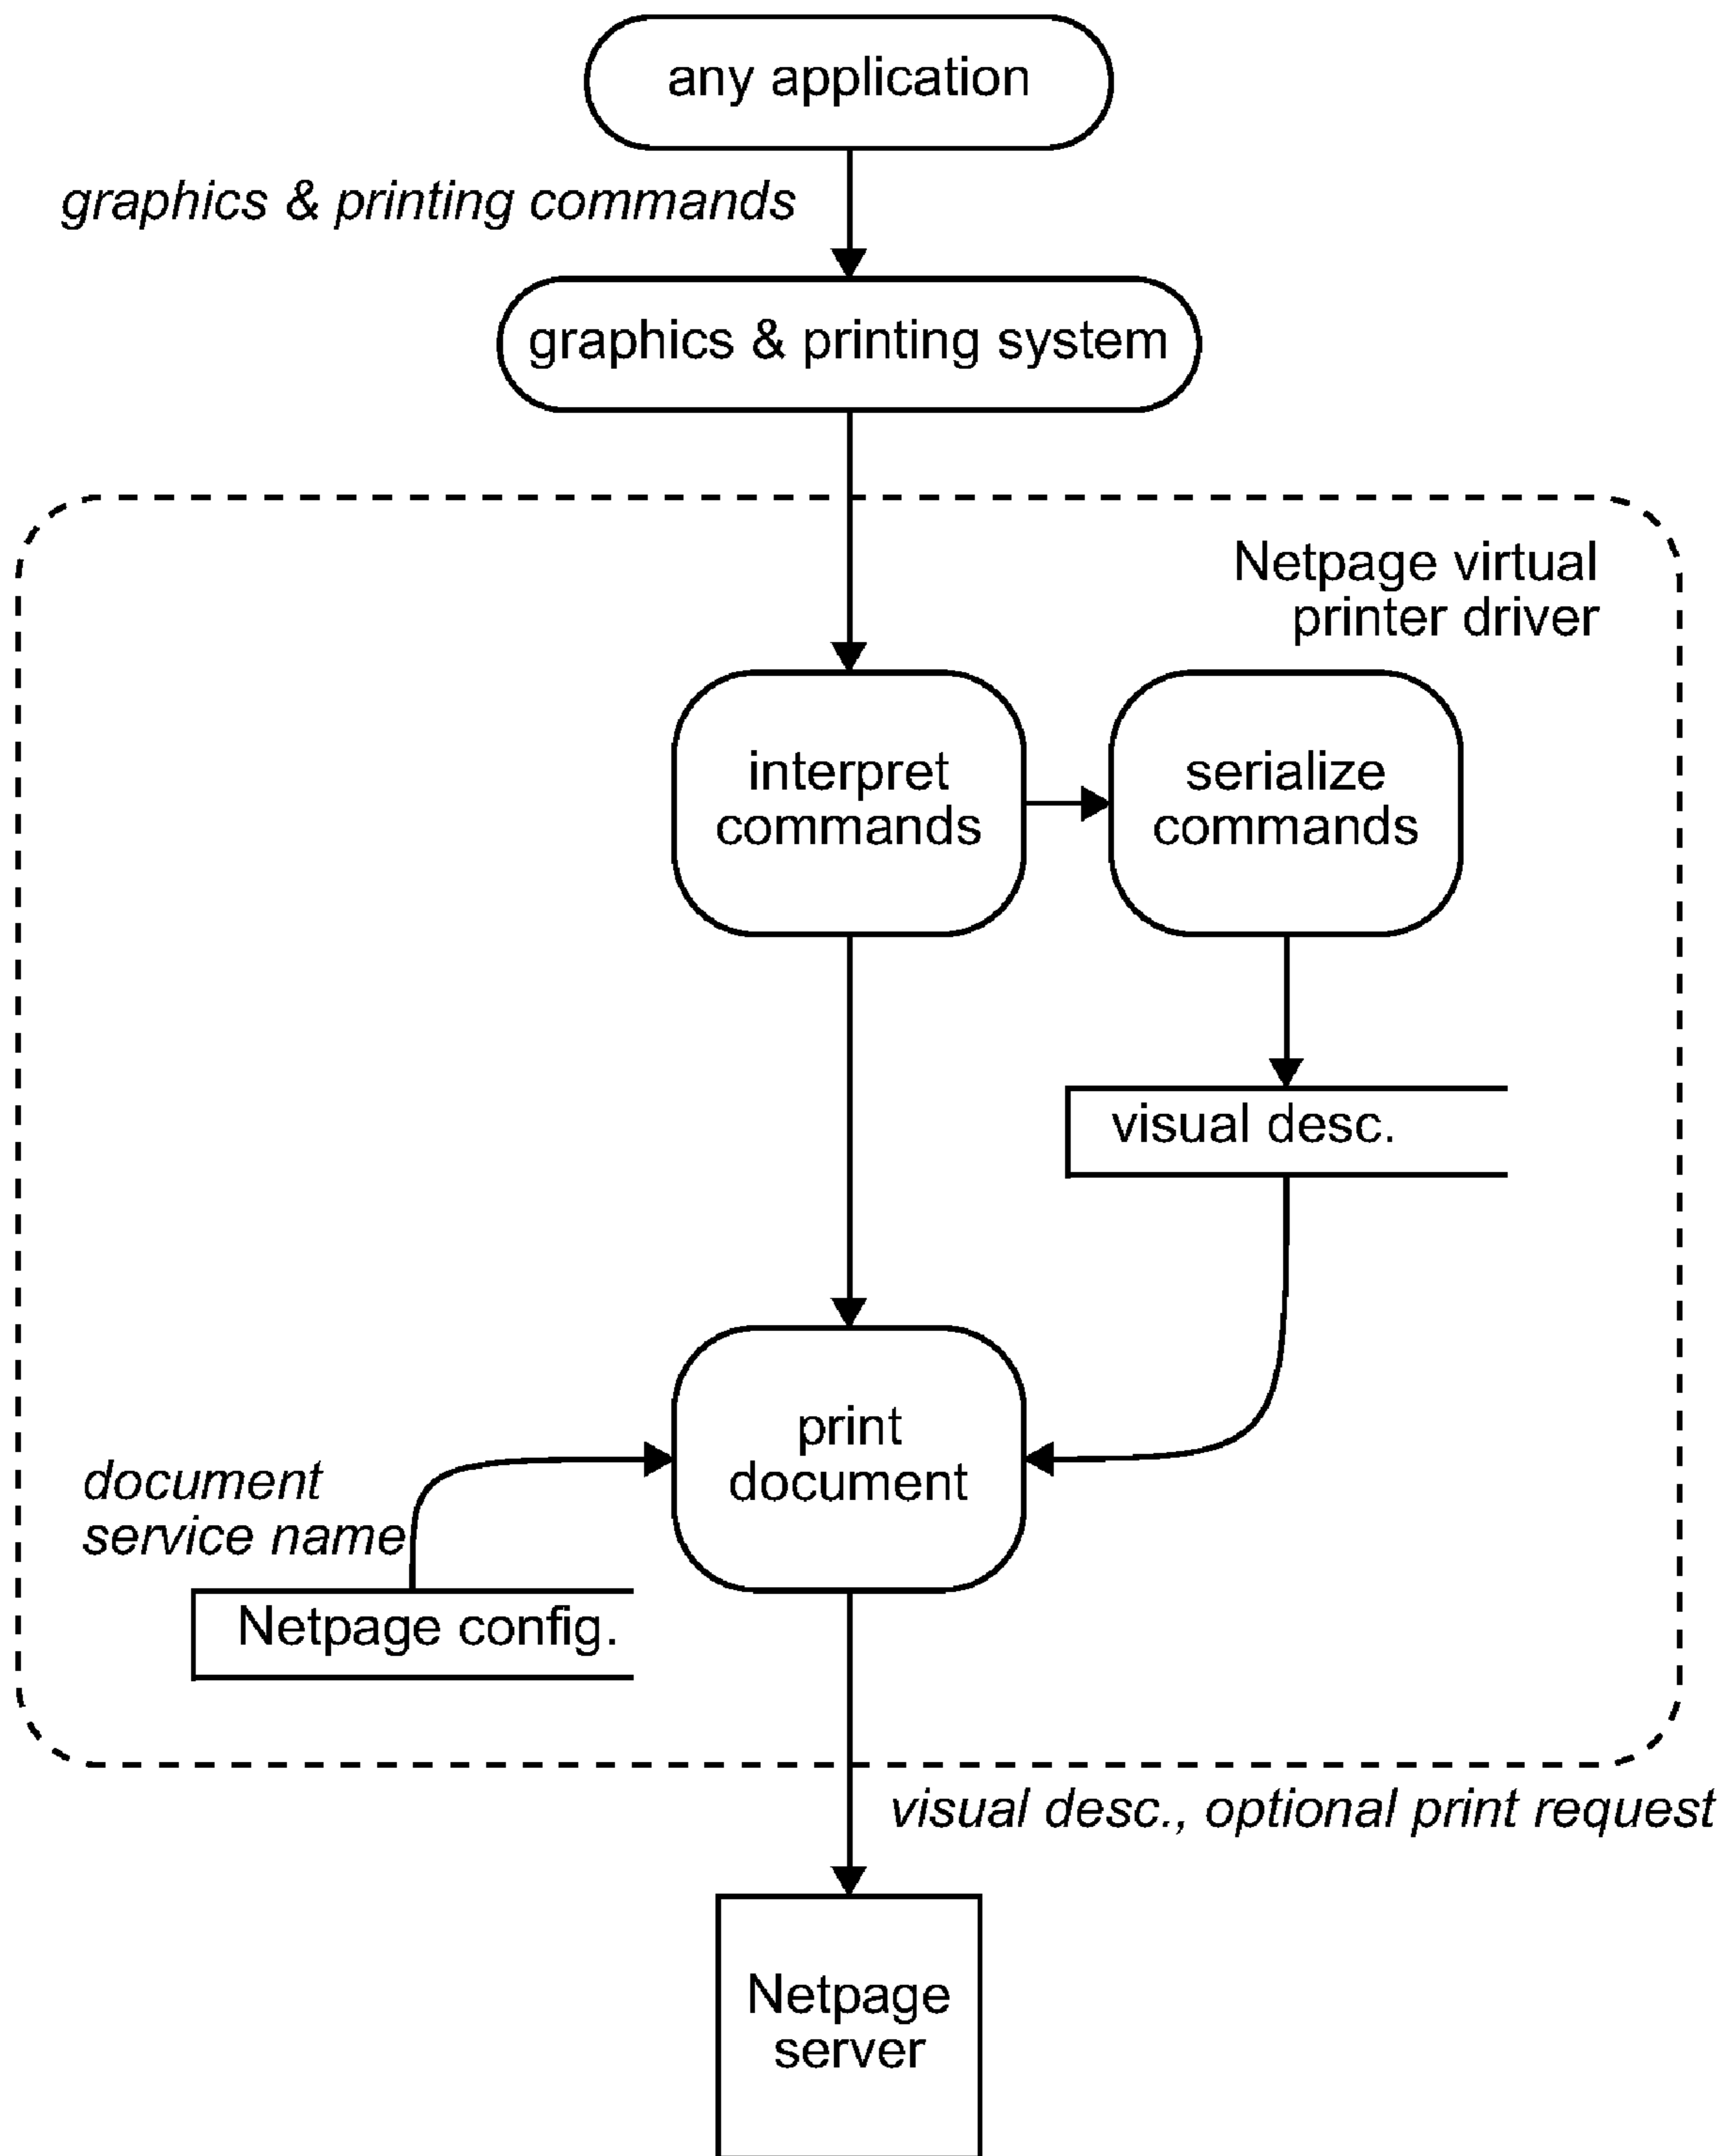 any application
graphics & printing commands
graphics & printing system
Netpage virtual
printer driver
interpret
commands
serialize
commands
visual desc.
print
document
document
service name
Netpage config.
visual desc., optional print request
Netpage
server